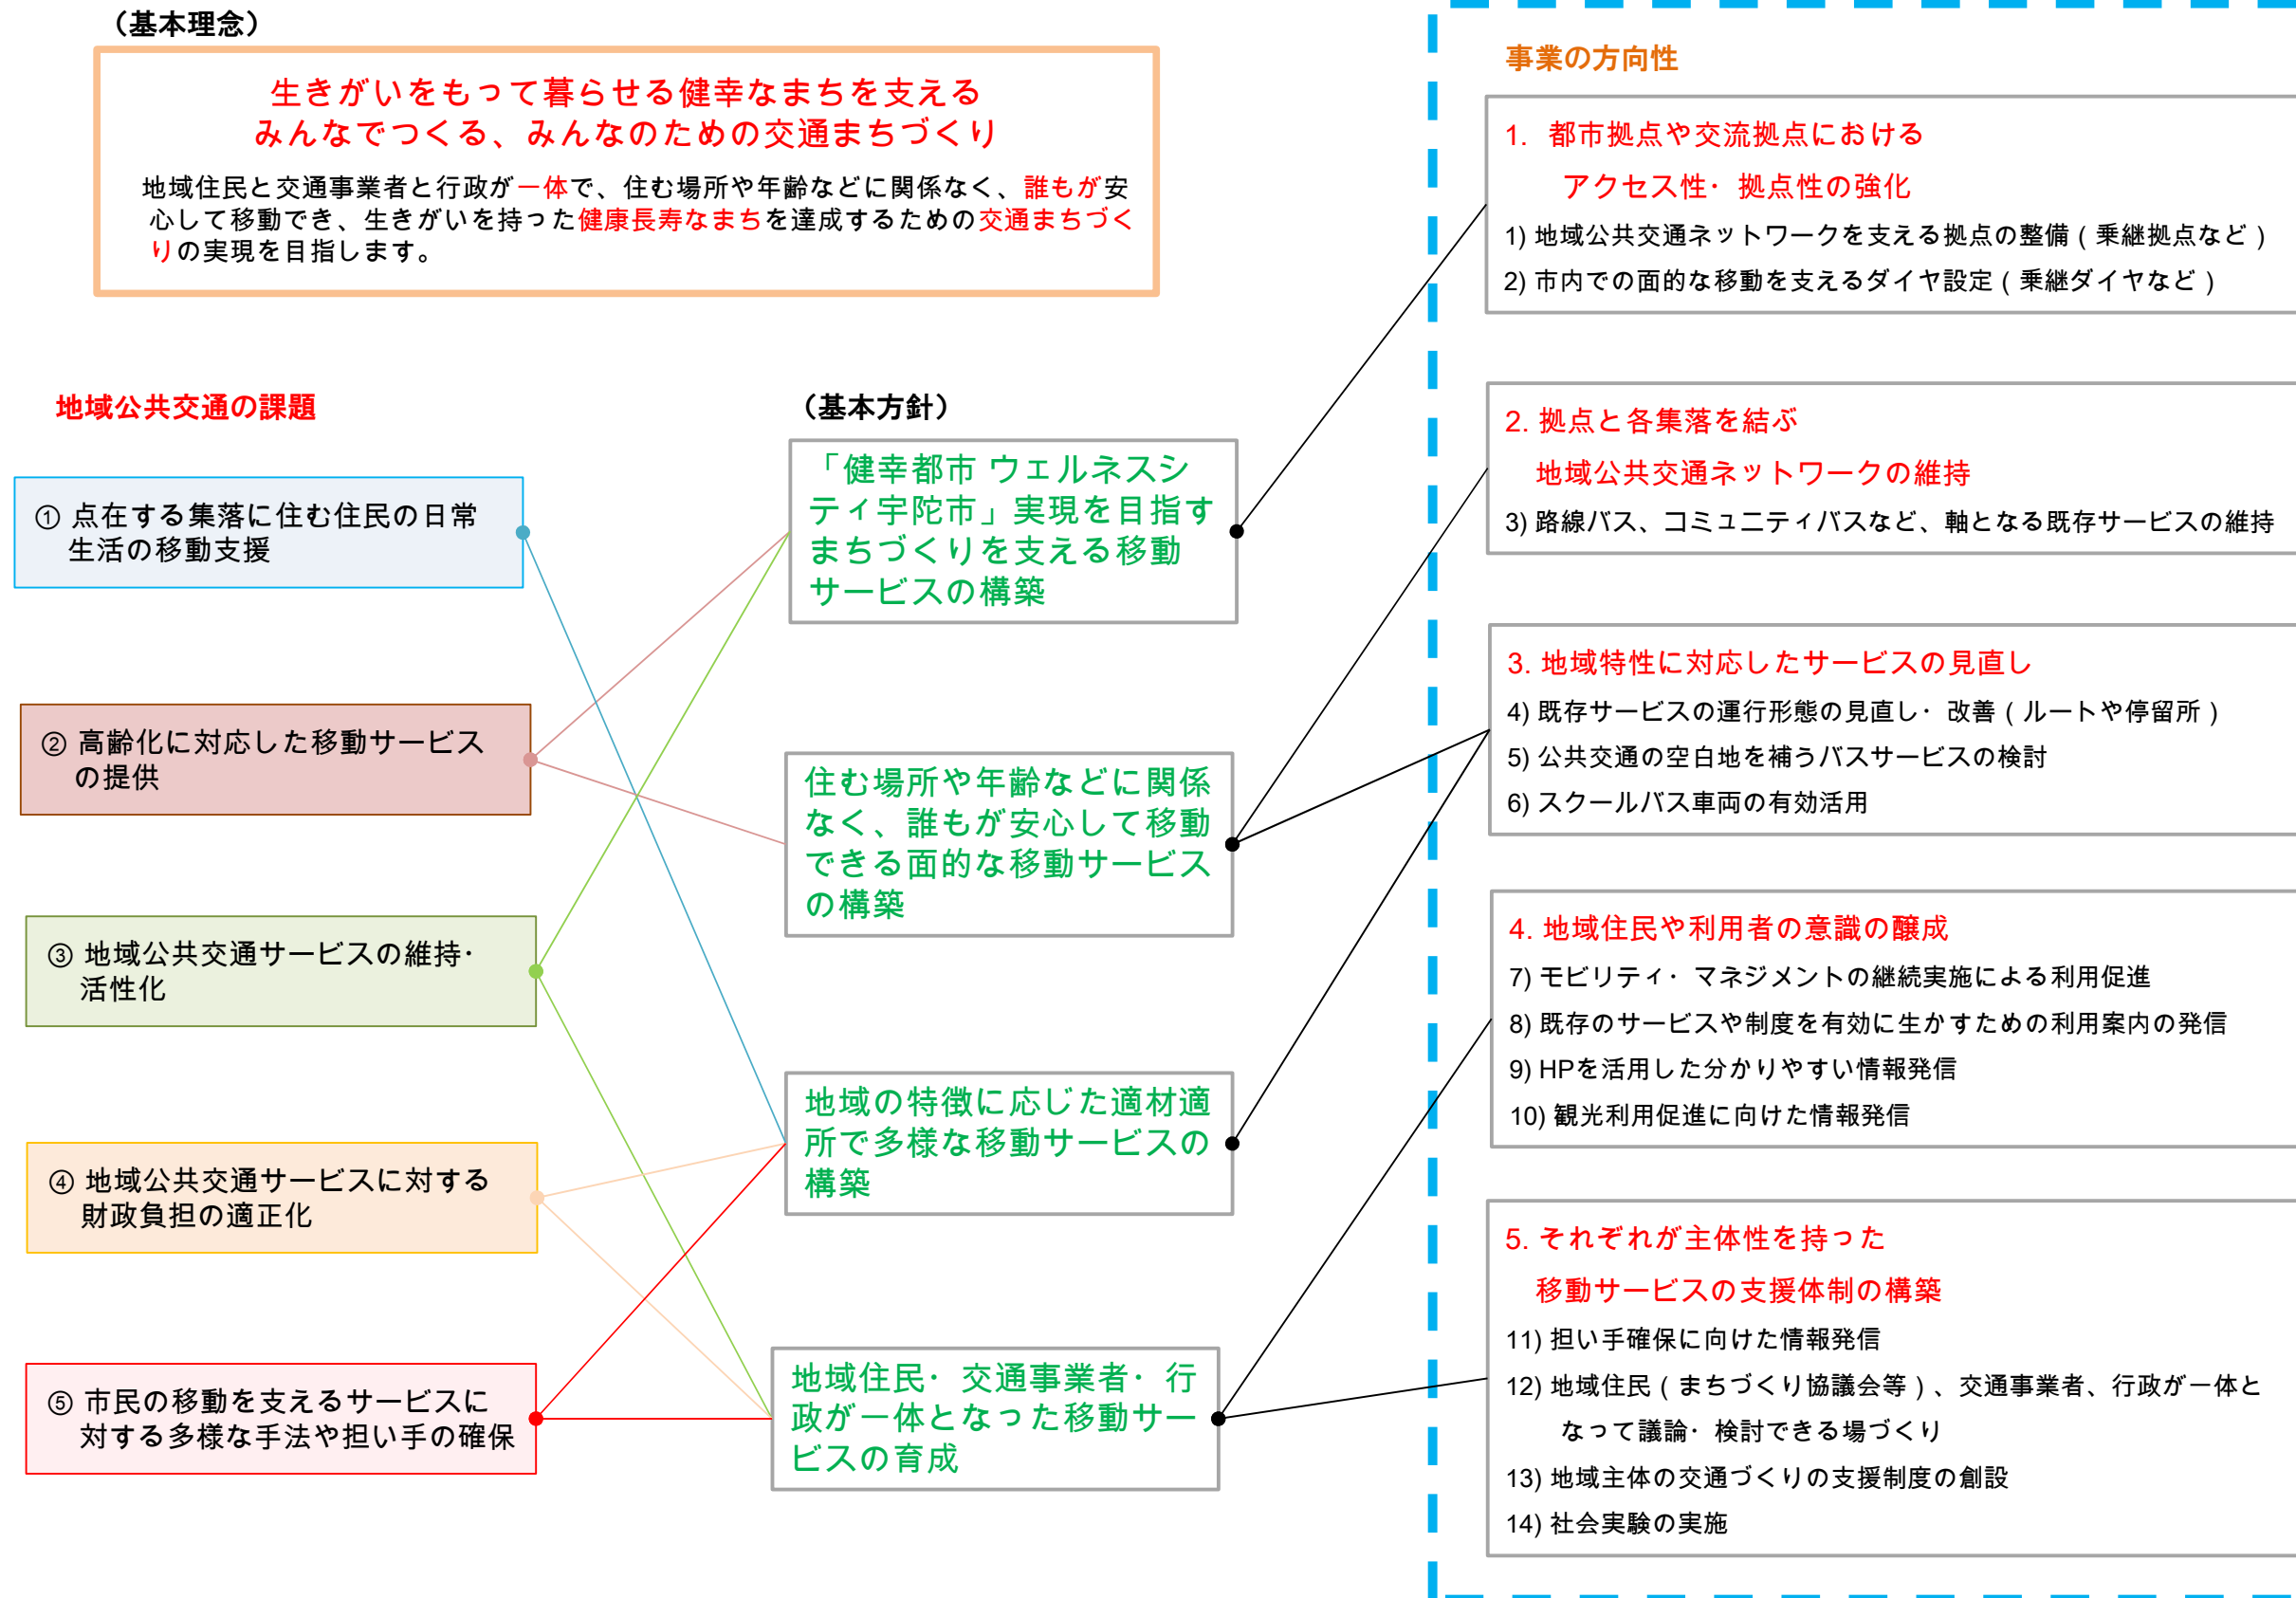 （基本理念）
生きがいをもって暮らせる健幸なまちを支える
みんなでつくる、みんなのための交通まちづくり
地域住民と交通事業者と行政が一体で、住む場所や年齢などに関係なく、誰もが安
心して移動でき、生きがいを持った健康長寿なまちを達成するための交通まちづく
りの実現を目指します。
地域公共交通の課題
① 点在する集落に住む住民の日常
生活の移動支援
② 高齢化に対応した移動サービス
の提供
③ 地域公共交通サービスの維持・
活性化
④ 地域公共交通サービスに対する
財政負担の適正化
⑤ 市民の移動を支えるサービスに
対する多様な手法や担い手の確保
（基本方針）
「健幸都市 ウェルネスシ
ティ宇陀市」実現を目指す
まちづくりを支える移動
サービスの構築
住む場所や年齢などに関係
なく、誰もが安心して移動
できる面的な移動サービス
の構築
地域の特徴に応じた適材適
所で多様な移動サービスの
構築
地域住民・交通事業者・行
政が一体となった移動サー
ビスの育成
事業の方向性
1. 都市拠点や交流拠点における
アクセス性・拠点性の強化
1) 地域公共交通ネットワークを支える拠点の整備（乗継拠点など）
2) 市内での面的な移動を支えるダイヤ設定（乗継ダイヤなど）
2. 拠点と各集落を結ぶ
地域公共交通ネットワークの維持
3) 路線バス、コミュニティバスなど、軸となる既存サービスの維持
3. 地域特性に対応したサービスの見直し
4) 既存サービスの運行形態の見直し・改善（ルートや停留所）
5) 公共交通の空白地を補うバスサービスの検討
6) スクールバス車両の有効活用
4. 地域住民や利用者の意識の醸成
7) モビリティ・マネジメントの継続実施による利用促進
8) 既存のサービスや制度を有効に生かすための利用案内の発信
9) HPを活用した分かりやすい情報発信
10) 観光利用促進に向けた情報発信
5. それぞれが主体性を持った
移動サービスの支援体制の構築
11) 担い手確保に向けた情報発信
12) 地域住民（まちづくり協議会等）、交通事業者、行政が一体と
なって議論・検討できる場づくり
13) 地域主体の交通づくりの支援制度の創設
14) 社会実験の実施